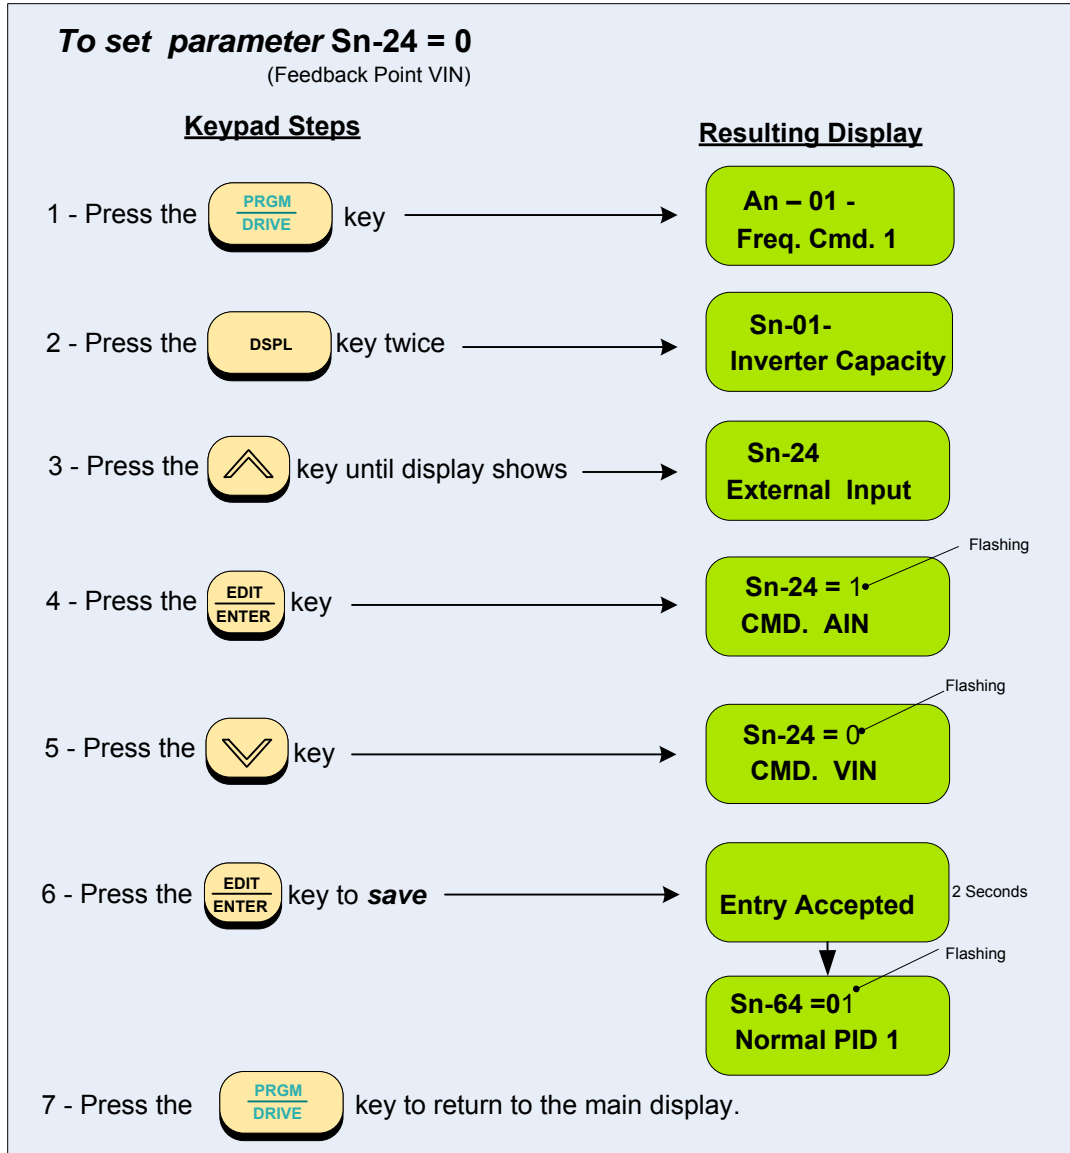 To set parameter Sn-24 = 0
(Feedback Point VIN)
Keypad Steps
Resulting Display
1 - Press the PRGM DRIVE key
An – 01 -
Freq. Cmd. 1
2 - Press the DSPL key twice
Sn-01-
Inverter Capacity
3 - Press the key until display shows
Sn-24
External Input
4 - Press the EDIT ENTER key
Sn-24 = 1
CMD. AIN
Flashing
5 - Press the key
Sn-24 = 0
CMD. VIN
Flashing
6 - Press the EDIT ENTER key to save
Entry Accepted
2 Seconds
Flashing
Sn-64 =01
Normal PID 1
7 - Press the PRGM DRIVE key to return to the main display.